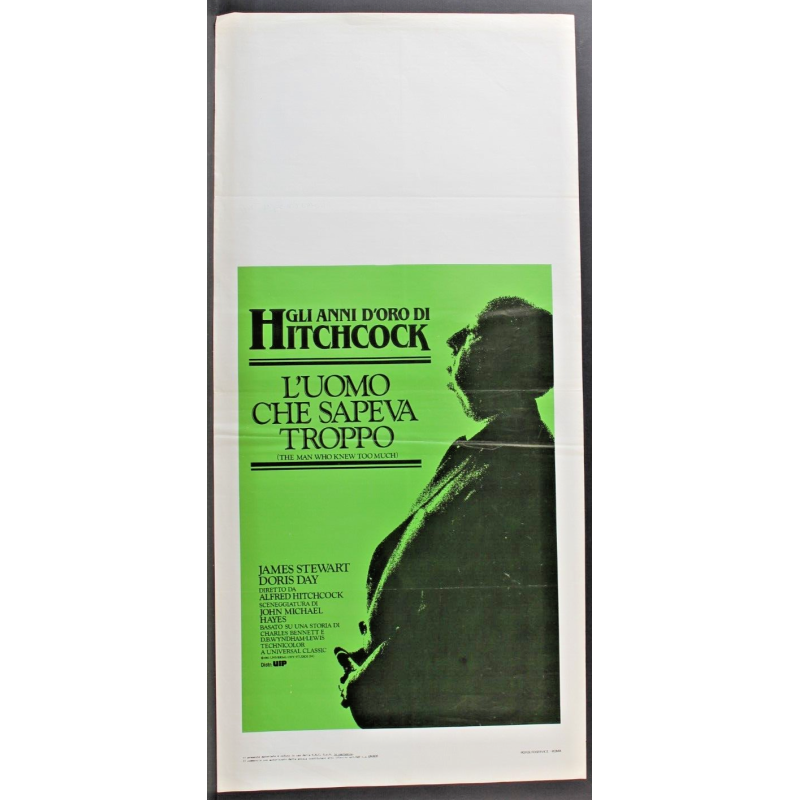 GLI ANNI D'ORO DI
HITCHCOCK
L'UOMO
CHE SAPEVA
TROPPO
(THE MAN WHO KNEW TOO MUCH)
JAMES STEWART
DORIS DAY
DIRETTO DA
ALFRED HITCHCOCK
SCENEGGIATURA DI
JOHN MICHAEL
HAYES
BASATO SU UNA STORIA DI
CHARLES BENNETT E
D.B. WYNDHAM-LEWIS
TECHNICOLOR
A UNIVERSAL CLASSIC
Distr. UIP